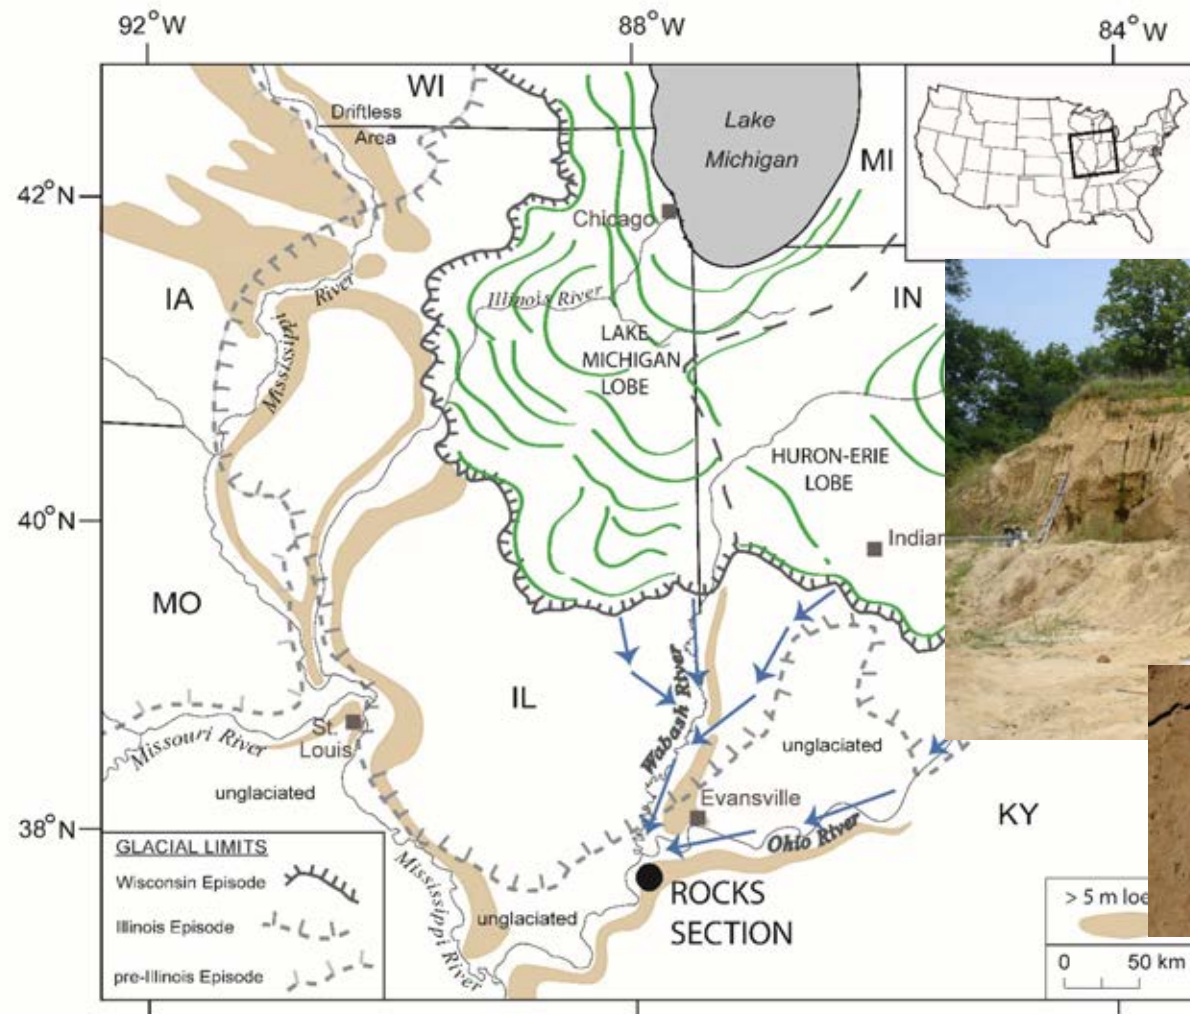 92°W
88°W
84°W
WI
Driftless
Area
Lake
Michigan
MI
42°N
Chicago
IA
River
Mississippi
Illinois River
IN
LAKE
MICHIGAN
LOBE
HURON-ERIE
LOBE
40°N
Indian
MO
IL
Wabash River
St.
Louis
Missouri River
unglaciated
unglaciated
Evansville
38°N
KY
Ohio River
GLACIAL LIMITS
Wisconsin Episode
Illinois Episode
pre-Illinois Episode
Mississippi River
unglaciated
ROCKS
SECTION
> 5 m loe
0 50 km